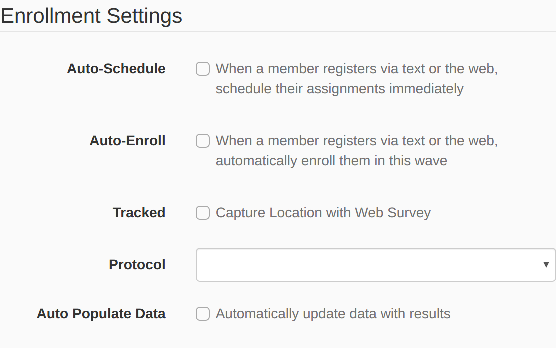 Enrollment Settings
Auto-Schedule When a member registers via text or the web,
schedule their assignments immediately
Auto-Enroll When a member registers via text or the web,
automatically enroll them in this wave
Tracked Capture Location with Web Survey
Protocol
Auto Populate Data Automatically update data with results